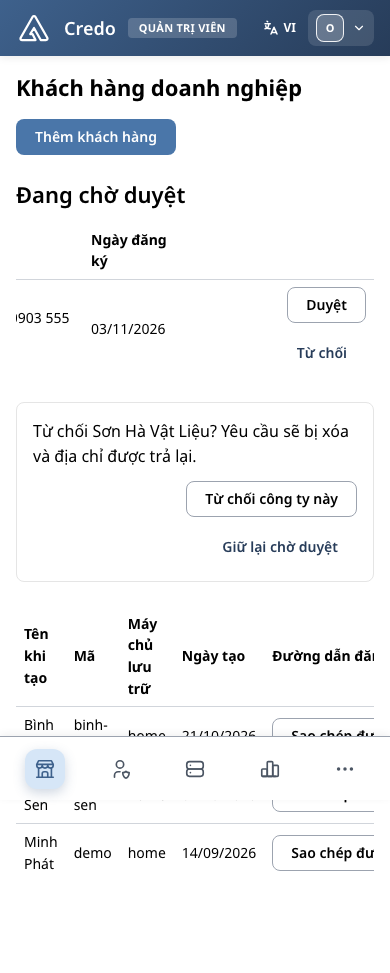 Credo
QUẢN TRỊ VIÊN
VI
O
Khách hàng doanh nghiệp
Thêm khách hàng
Đang chờ duyệt
Ngày đăng
ký
903 555
03/11/2026
Duyệt
Từ chối
Từ chối Sơn Hà Vật Liệu? Yêu cầu sẽ bị xóa
và địa chỉ được trả lại.
Từ chối công ty này
Giữ lại chờ duyệt
Tên
khi
tạo
Mã
Máy
chủ
lưu
trữ
Ngày tạo
Đường dẫn
Bình
binh-
home
21/10/2026
Sao chép
Sen
sen
Minh
Phát
demo
home
14/09/2026
Sao chép